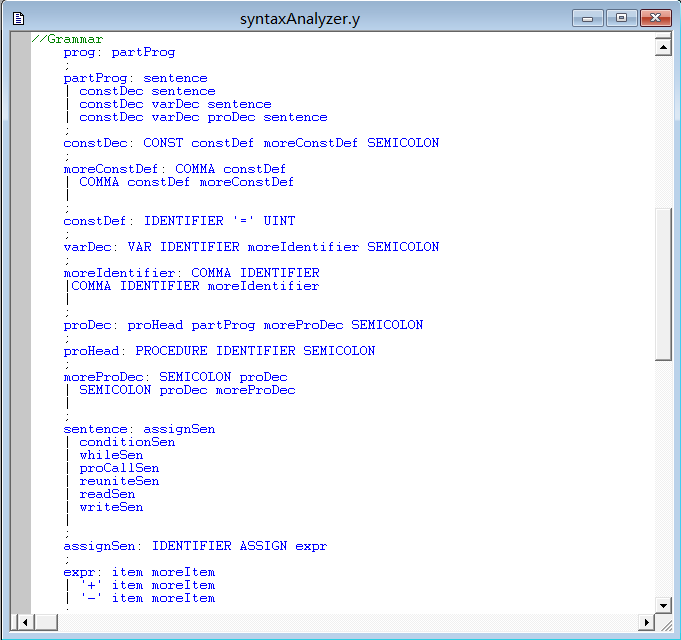 syntaxAnalyzer.y
//Grammar
    prog: partProg
    ;
    partProg: sentence
    | constDec sentence
    | constDec varDec sentence
    | constDec varDec proDec sentence
    ;
    constDec: CONST constDef moreConstDef SEMICOLON
    ;
    moreConstDef: COMMA constDef
    | COMMA constDef moreConstDef
    |
    ;
    constDef: IDENTIFIER '=' UINT
    ;
    varDec: VAR IDENTIFIER moreIdentifier SEMICOLON
    ;
    moreIdentifier: COMMA IDENTIFIER
    |COMMA IDENTIFIER moreIdentifier
    |
    ;
    proDec: proHead partProg moreProDec SEMICOLON
    ;
    proHead: PROCEDURE IDENTIFIER SEMICOLON
    ;
    moreProDec: SEMICOLON proDec
    | SEMICOLON proDec moreProDec
    |
    ;
    sentence: assignSen
    | conditionSen
    | whileSen
    | proCallSen
    | reuniteSen
    | readSen
    | writeSen
    |
    ;
    assignSen: IDENTIFIER ASSIGN expr
    ;
    expr: item moreItem
    | '+' item moreItem
    | '-' item moreItem